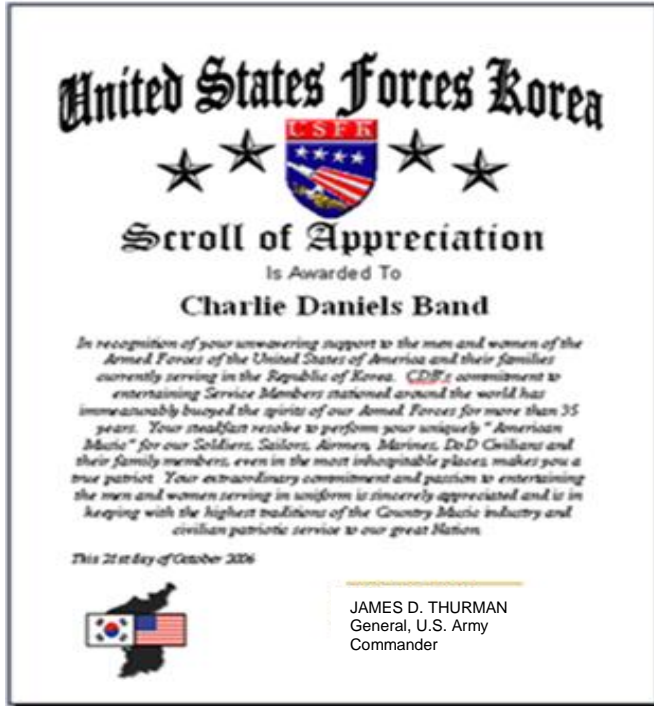 United States Forces Korea
USFK
Scroll of Appreciation
Is Awarded To
Charlie Daniels Band
In recognition of your unwavering support to the men and women of the
Armed Forces of the United States of America and their families
currently serving in the Republic of Korea. CDB's commitment to
entertaining Service Members stationed around the world has
immeasurably buoyed the spirits of our Armed Forces for more than 35
years. Your steadfast resolve to perform your uniquely "American
Music" for our Soldiers, Sailors, Airmen, Marines, DoD Civilians and
their family members, even in the most inhospitable places, makes you a
true patriot. Your extraordinary commitment and passion to entertaining
the men and women serving in uniform is sincerely appreciated and is in
keeping with the highest traditions of the Country Music industry and
civilian patriotic service to our great Nation.
This 21st day of October 2006
JAMES D. THURMAN
General, U.S. Army
Commander